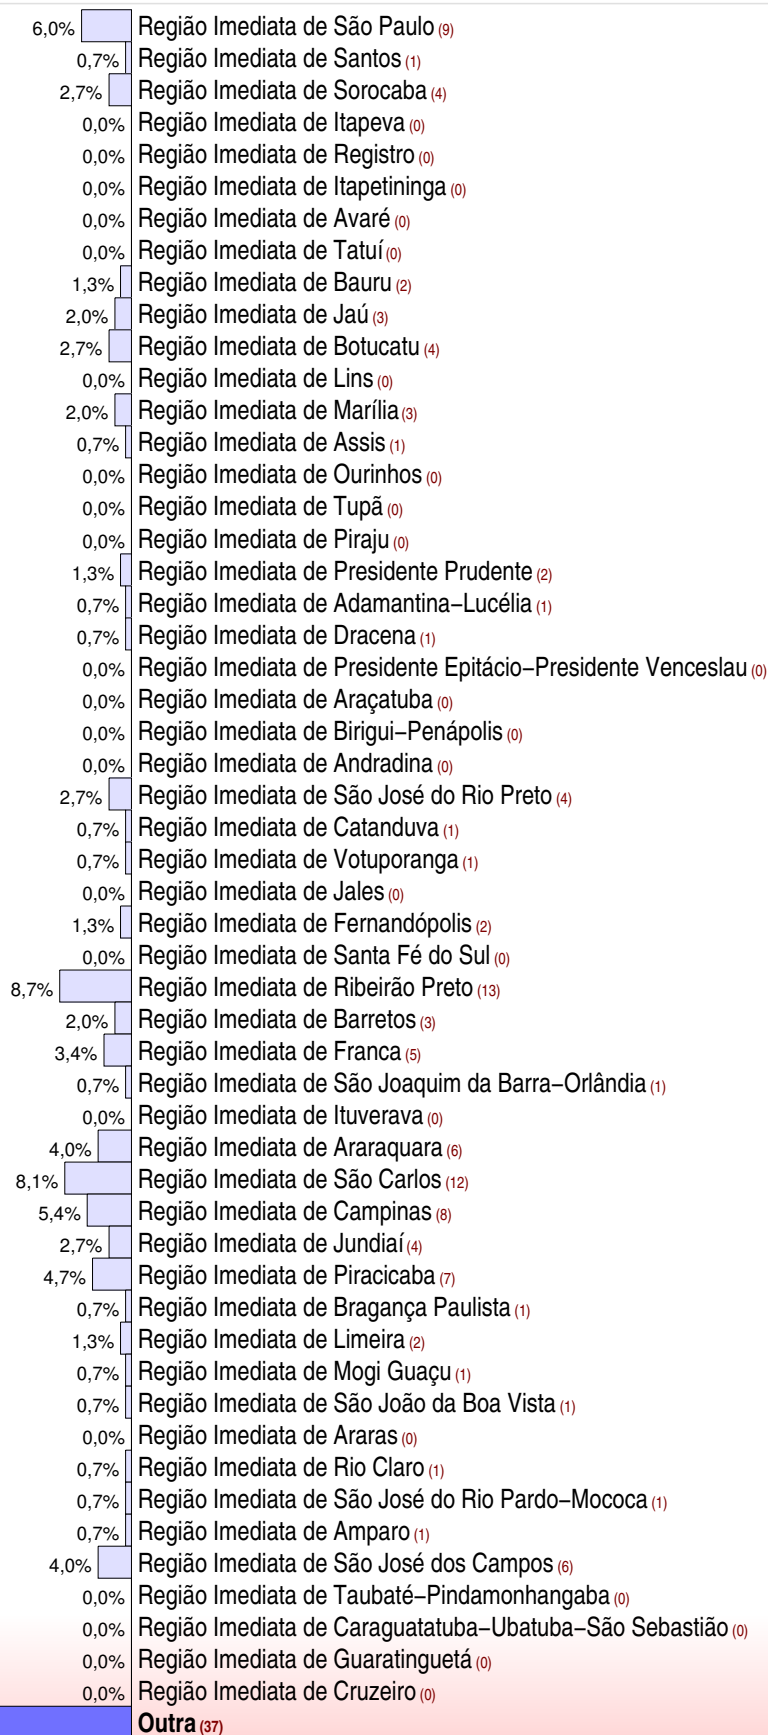 6,0% Região Imediata de São Paulo (9)
0,7% Região Imediata de Santos (1)
2,7% Região Imediata de Sorocaba (4)
0,0% Região Imediata de Itapeva (0)
0,0% Região Imediata de Registro (0)
0,0% Região Imediata de Itapetininga (0)
0,0% Região Imediata de Avaré (0)
0,0% Região Imediata de Tatuí (0)
1,3% Região Imediata de Bauru (2)
2,0% Região Imediata de Jaú (3)
2,7% Região Imediata de Botucatu (4)
0,0% Região Imediata de Lins (0)
2,0% Região Imediata de Marília (3)
0,7% Região Imediata de Assis (1)
0,0% Região Imediata de Ourinhos (0)
0,0% Região Imediata de Tupã (0)
0,0% Região Imediata de Piraju (0)
1,3% Região Imediata de Presidente Prudente (2)
0,7% Região Imediata de Adamantina−Lucélia (1)
0,7% Região Imediata de Dracena (1)
0,0% Região Imediata de Presidente Epitácio−Presidente Venceslau (0)
0,0% Região Imediata de Araçatuba (0)
0,0% Região Imediata de Birigui−Penápolis (0)
0,0% Região Imediata de Andradina (0)
2,7% Região Imediata de São José do Rio Preto (4)
0,7% Região Imediata de Catanduva (1)
0,7% Região Imediata de Votuporanga (1)
0,0% Região Imediata de Jales (0)
1,3% Região Imediata de Fernandópolis (2)
0,0% Região Imediata de Santa Fé do Sul (0)
8,7% Região Imediata de Ribeirão Preto (13)
2,0% Região Imediata de Barretos (3)
3,4% Região Imediata de Franca (5)
0,7% Região Imediata de São Joaquim da Barra−Orlândia (1)
0,0% Região Imediata de Ituverava (0)
4,0% Região Imediata de Araraquara (6)
8,1% Região Imediata de São Carlos (12)
5,4% Região Imediata de Campinas (8)
2,7% Região Imediata de Jundiaí (4)
4,7% Região Imediata de Piracicaba (7)
0,7% Região Imediata de Bragança Paulista (1)
1,3% Região Imediata de Limeira (2)
0,7% Região Imediata de Mogi Guaçu (1)
0,7% Região Imediata de São João da Boa Vista (1)
0,0% Região Imediata de Araras (0)
0,7% Região Imediata de Rio Claro (1)
0,7% Região Imediata de São José do Rio Pardo−Mococa (1)
0,7% Região Imediata de Amparo (1)
4,0% Região Imediata de São José dos Campos (6)
0,0% Região Imediata de Taubaté−Pindamonhangaba (0)
0,0% Região Imediata de Caraguatatuba−Ubatuba−São Sebastião (0)
0,0% Região Imediata de Guaratinguetá (0)
0,0% Região Imediata de Cruzeiro (0)
Outra (37)